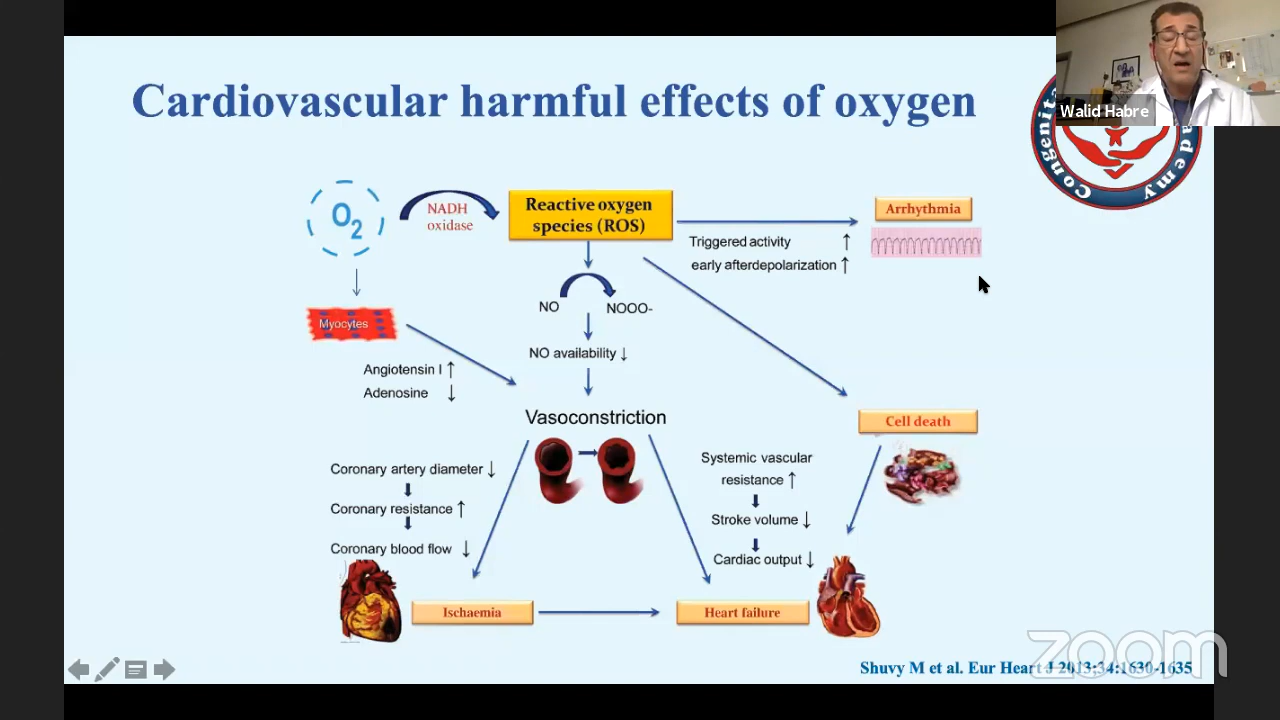 Cardiovascular harmful effects of oxygen
Walid Habre
Congenita
ademy
O2
NADH
oxidase
Reactive oxygen
species (ROS)
Arrhythmia
Triggered activity ↑
early afterdepolarization ↑
NO
NOOO-
Myocytes
NO availability ↓
Angiotensin I ↑
Adenosine ↓
Vasoconstriction
Cell death
Coronary artery diameter ↓
Coronary resistance ↑
Coronary blood flow ↓
Systemic vascular
resistance ↑
Stroke volume ↓
Cardiac output ↓
Ischaemia
Heart failure
zoom
Shuvy M et al. Eur Heart J 2013;34:1630-1635